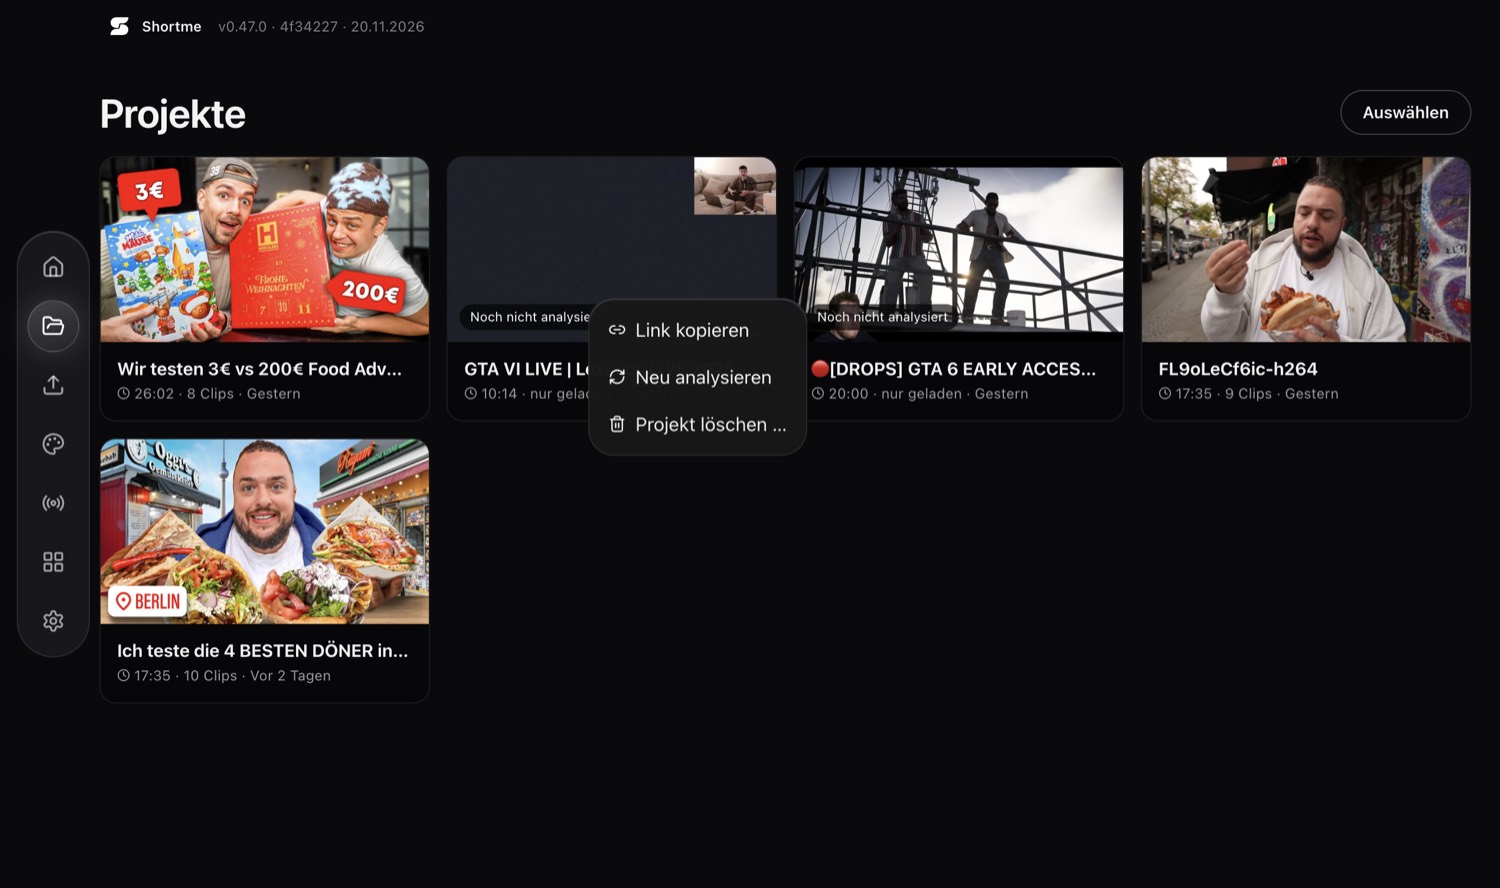 Shortme v0.47.0 · 4f34227 · 20.11.2026
Projekte
Auswählen
3€
200€
FROHE
WEIHNACHTEN
Noch nicht analysie
Noch nicht analysiert
Link kopieren
Neu analysieren
Projekt löschen ...
Wir testen 3€ vs 200€ Food Adv...
26:02 · 8 Clips · Gestern
GTA VI LIVE |
10:14 · nur gela
🔴[DROPS] GTA 6 EARLY ACCES...
20:00 · nur geladen · Gestern
FL9oLeCf6ic-h264
17:35 · 9 Clips · Gestern
BERLIN
Ich teste die 4 BESTEN DÖNER in...
17:35 · 10 Clips · Vor 2 Tagen